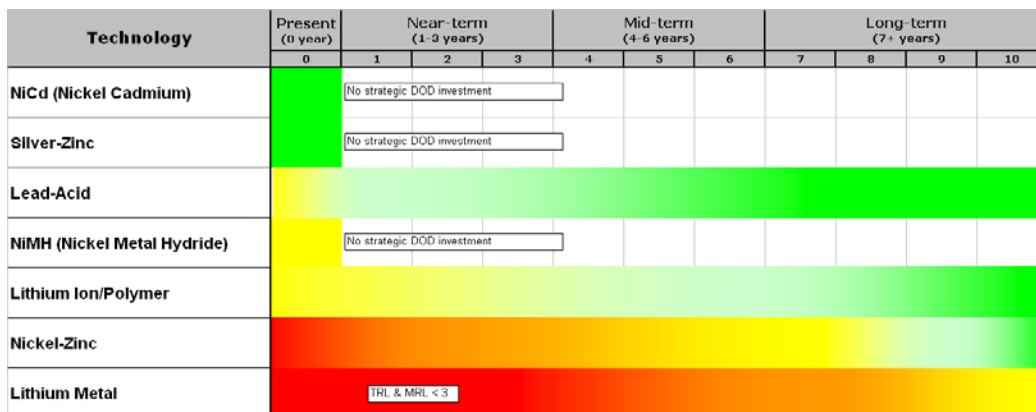 Technology
Present
(0 year)
Near-term
(1-3 years)
Mid-term
(4-6 years)
Long-term
(7+ years)
0 1 2 3 4 5 6 7 8 9 10
NiCd (Nickel Cadmium)
No strategic DOD investment
Silver-Zinc
No strategic DOD investment
Lead-Acid
NiMH (Nickel Metal Hydride)
No strategic DOD investment
Lithium Ion/Polymer
Nickel-Zinc
Lithium Metal
TRL & MRL < 3